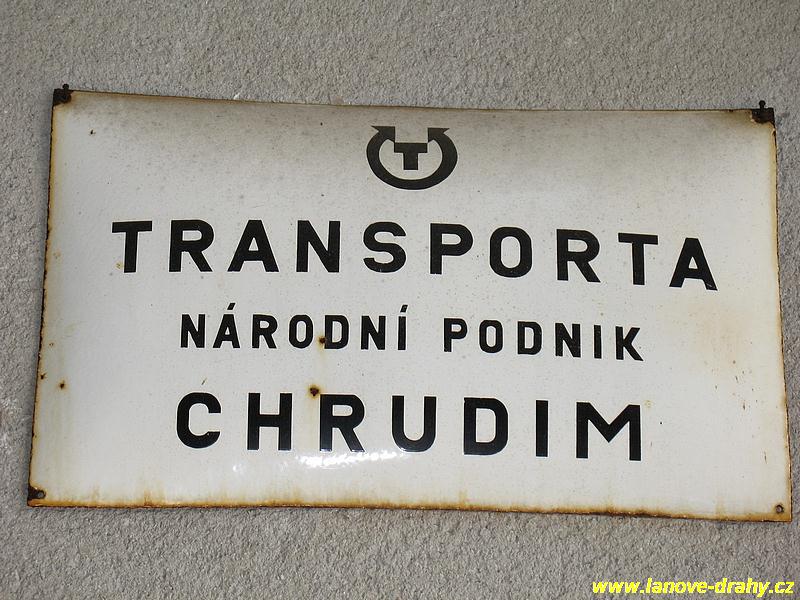 T
TRANSPORTA
NÁRODNÍ PODNIK
CHRUDIM
www.lanove-drahy.cz